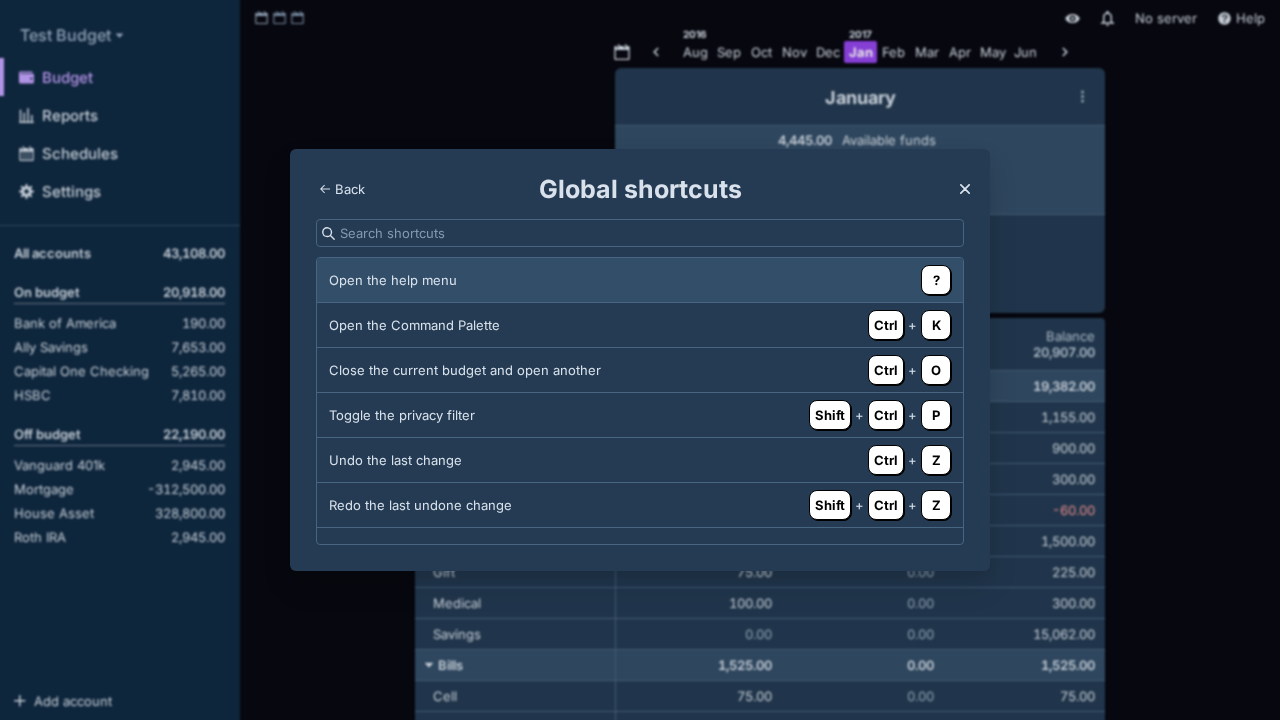 Test Budget
Budget
Reports
Schedules
Settings
All accounts 43,108.00
On budget 20,918.00
Bank of America 190.00
Ally Savings 7,653.00
Capital One Checking 5,265.00
HSBC 7,810.00
Off budget 22,190.00
Vanguard 401k 2,945.00
Mortgage -312,500.00
House Asset 328,800.00
Roth IRA 2,945.00
+ Add account
No server
Help
2016 2017
Aug Sep Oct Nov Dec Jan Feb Mar Apr May Jun
January
4,445.00 Available funds
← Back
Global shortcuts
Search shortcuts
Open the help menu ?
Open the Command Palette Ctrl + K
Close the current budget and open another Ctrl + O
Toggle the privacy filter Shift + Ctrl + P
Undo the last change Ctrl + Z
Redo the last undone change Shift + Ctrl + Z
Balance
20,907.00
19,382.00
1,155.00
900.00
300.00
-60.00
1,500.00
Gift 75.00 0.00 225.00
Medical 100.00 0.00 300.00
Savings 0.00 0.00 15,062.00
Bills 1,525.00 0.00 1,525.00
Cell 75.00 0.00 75.00